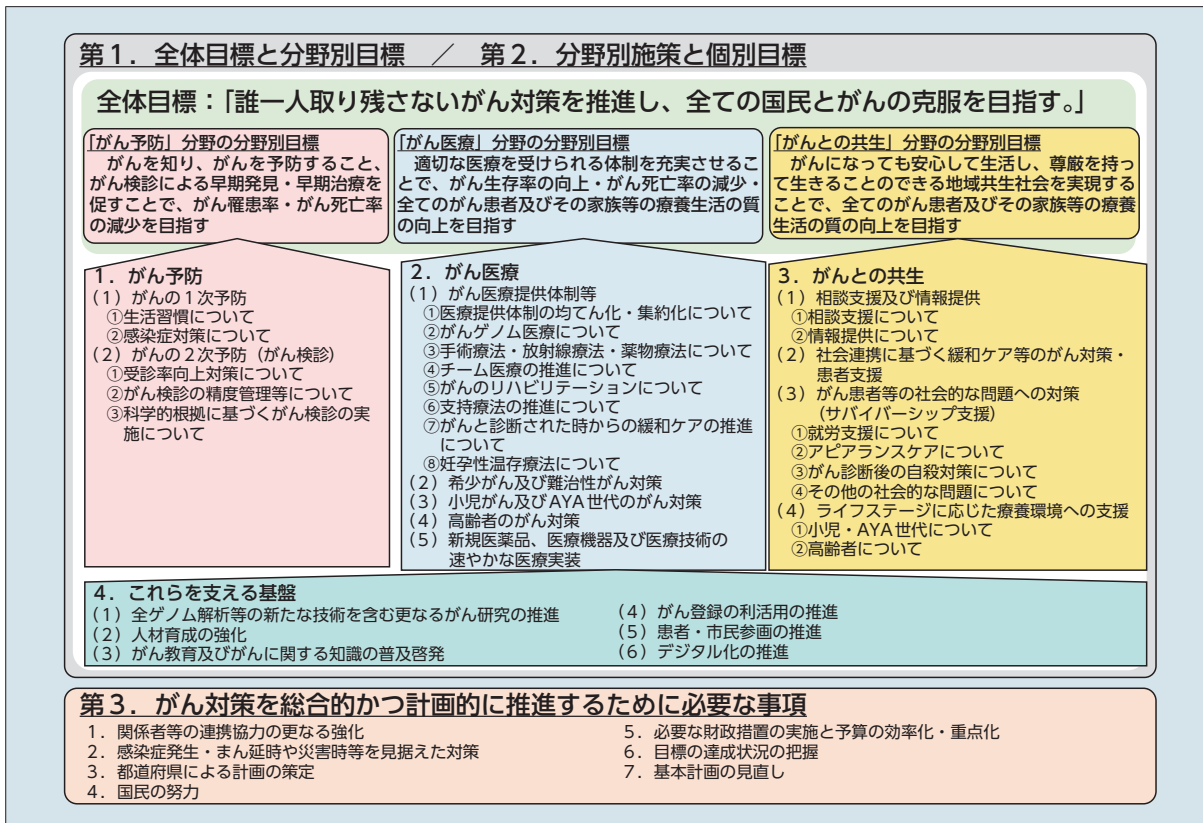 第1．全体目標と分野別目標　／　第2．分野別施策と個別目標
全体目標：「誰一人取り残さないがん対策を推進し、全ての国民とがんの克服を目指す。」
「がん予防」分野の分野別目標
がんを知り、がんを予防すること、
がん検診による早期発見・早期治療を
促すことで、がん罹患率・がん死亡率
の減少を目指す
「がん医療」分野の分野別目標
適切な医療を受けられる体制を充実させるこ
とで、がん生存率の向上・がん死亡率の減少・
全てのがん患者及びその家族等の療養生活の質
の向上を目指す
「がんとの共生」分野の分野別目標
がんになっても安心して生活し、尊厳を持っ
て生きることのできる地域共生社会を実現する
ことで、全てのがん患者及びその家族等の療養
生活の質の向上を目指す
1．がん予防
（1）がんの1次予防
①生活習慣について
②感染症対策について
（2）がんの2次予防（がん検診）
①受診率向上対策について
②がん検診の精度管理等について
③科学的根拠に基づくがん検診の実
施について
2．がん医療
（1）がん医療提供体制等
①医療提供体制の均てん化・集約化について
②がんゲノム医療について
③手術療法・放射線療法・薬物療法について
④チーム医療の推進について
⑤がんのリハビリテーションについて
⑥支持療法の推進について
⑦がんと診断された時からの緩和ケアの推進
について
⑧妊孕性温存療法について
（2）希少がん及び難治性がん対策
（3）小児がん及びAYA世代のがん対策
（4）高齢者のがん対策
（5）新規医薬品、医療機器及び医療技術の
速やかな医療実装
3．がんとの共生
（1）相談支援及び情報提供
①相談支援について
②情報提供について
（2）社会連携に基づく緩和ケア等のがん対策・
患者支援
（3）がん患者等の社会的な問題への対策
（サバイバーシップ支援）
①就労支援について
②アピアランスケアについて
③がん診断後の自殺対策について
④その他の社会的な問題について
（4）ライフステージに応じた療養環境への支援
①小児・AYA世代について
②高齢者について
4．これらを支える基盤
（1）全ゲノム解析等の新たな技術を含む更なるがん研究の推進
（2）人材育成の強化
（3）がん教育及びがんに関する知識の普及啓発
（4）がん登録の利活用の推進
（5）患者・市民参画の推進
（6）デジタル化の推進
第3．がん対策を総合的かつ計画的に推進するために必要な事項
1．関係者等の連携協力の更なる強化
2．感染症発生・まん延時や災害時等を見据えた対策
3．都道府県による計画の策定
4．国民の努力
5．必要な財政措置の実施と予算の効率化・重点化
6．目標の達成状況の把握
7．基本計画の見直し